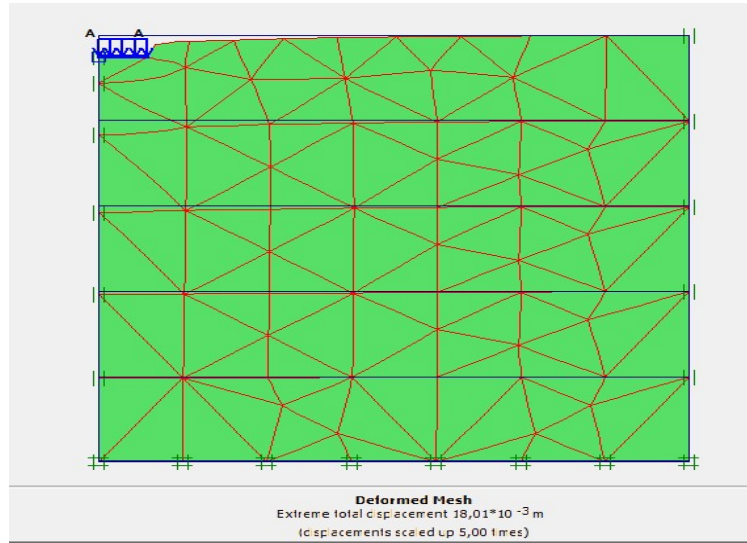 A A
Deformed Mesh
Extreme total displacement 18,01*10 -3 m
(displacements scaled up 5,00 times)